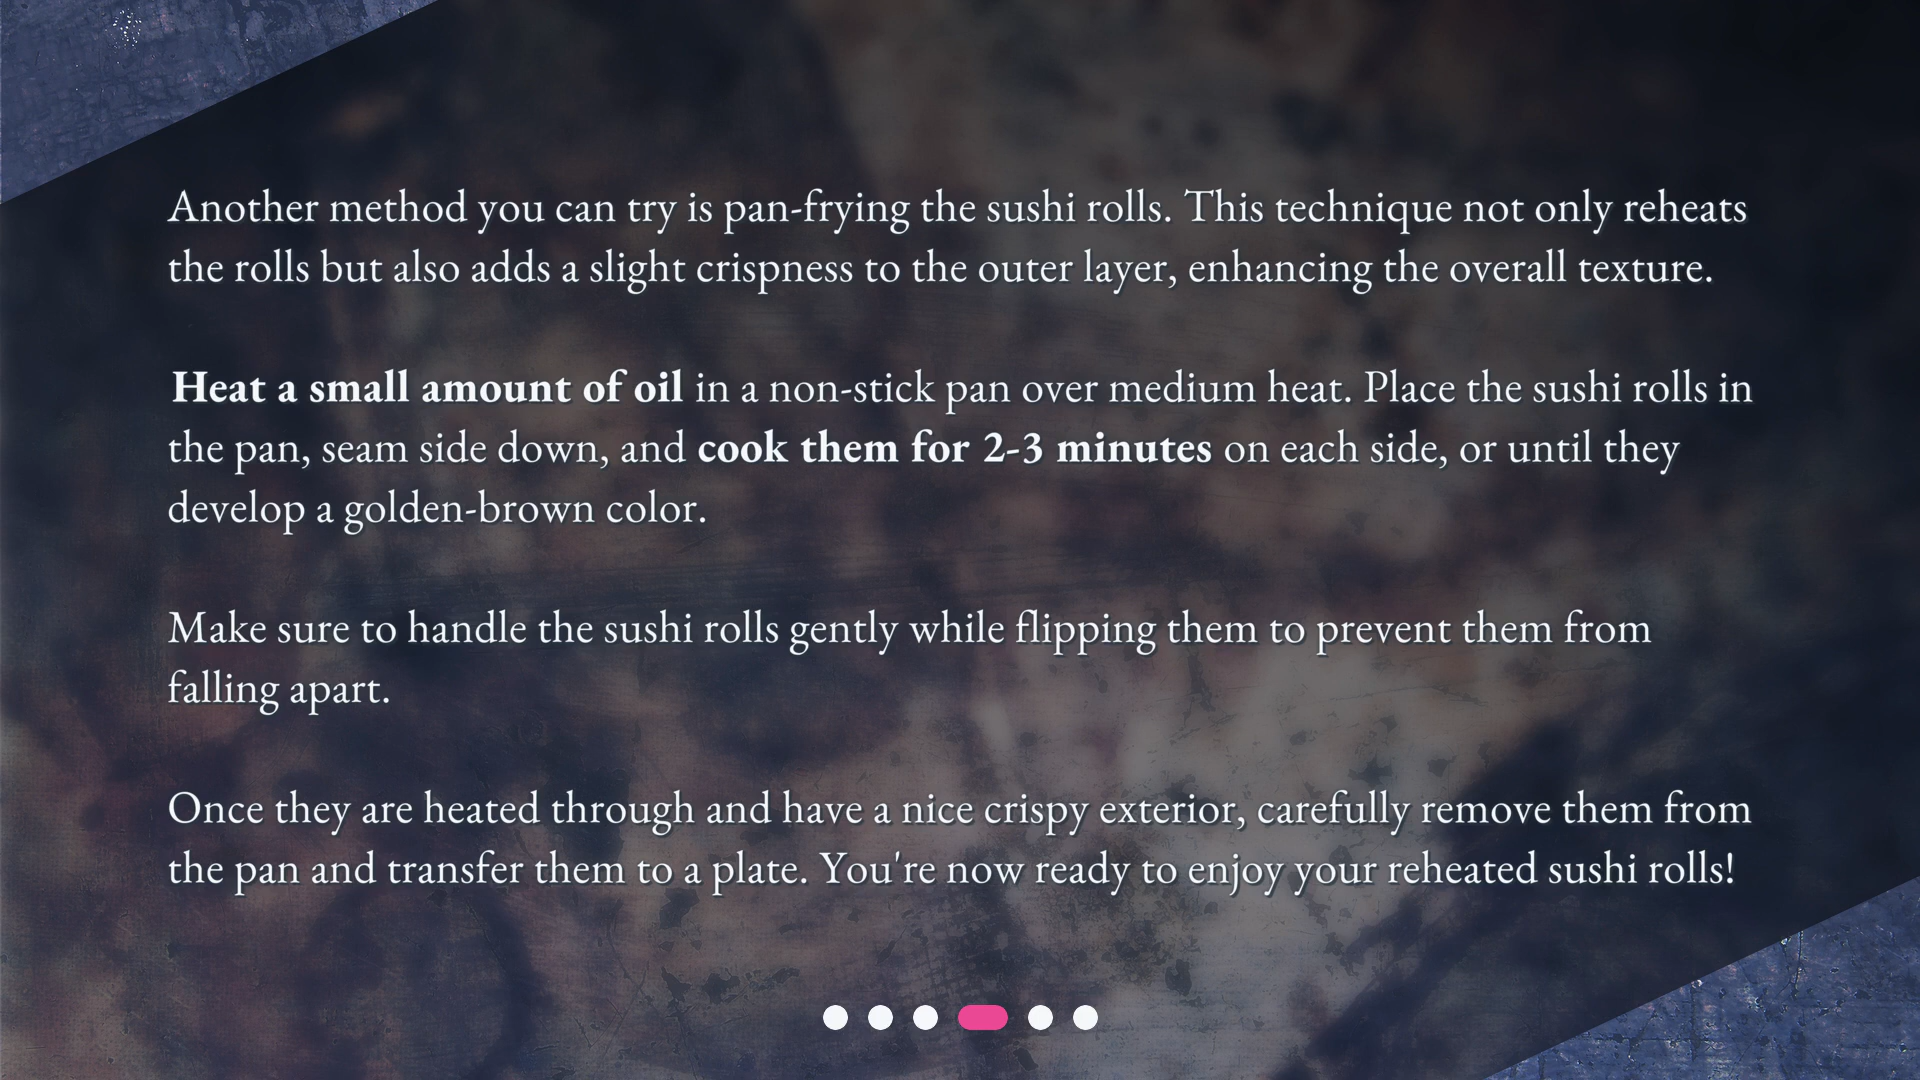 Another method you can try is pan-frying the sushi rolls. This technique not only reheats
the rolls but also adds a slight crispness to the outer layer, enhancing the overall texture.
Heat a small amount of oil in a non-stick pan over medium heat. Place the sushi rolls in
the pan, seam side down, and cook them for 2-3 minutes on each side, or until they
develop a golden-brown color.
Make sure to handle the sushi rolls gently while flipping them to prevent them from
falling apart.
Once they are heated through and have a nice crispy exterior, carefully remove them from
the pan and transfer them to a plate. You're now ready to enjoy your reheated sushi rolls!